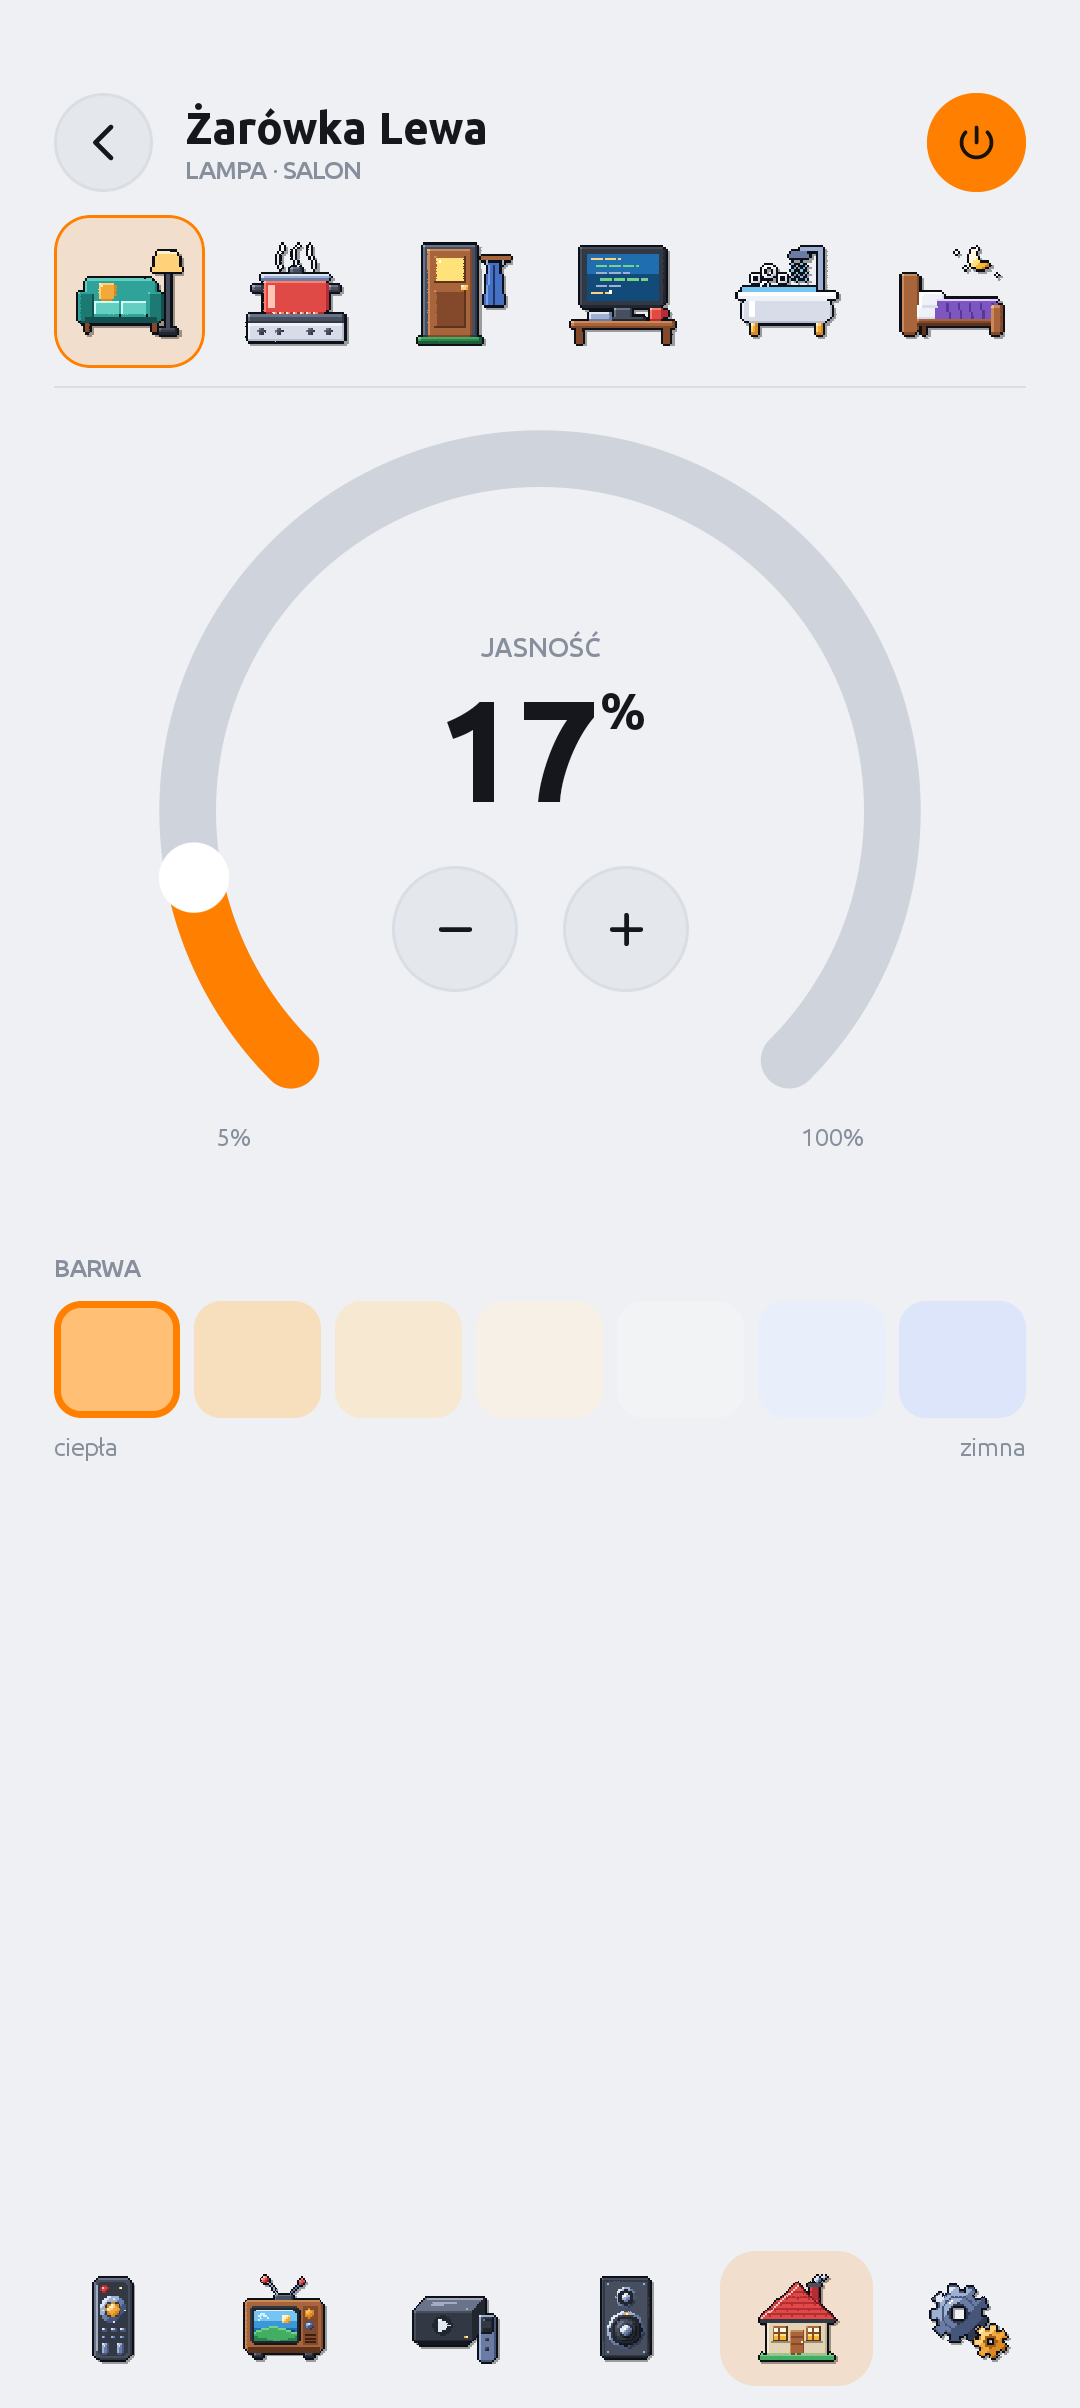 Żarówka Lewa
LAMPA · SALON
JASNOŚĆ
17%
5%
100%
BARWA
ciepła
zimna